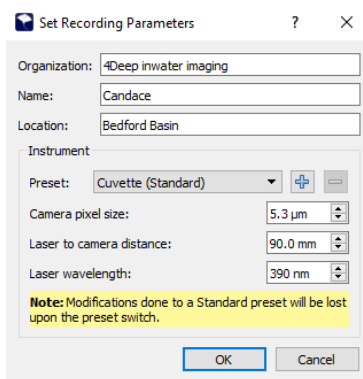 Set Recording Parameters ? ×
Organization: 4Deep inwater imaging
Name: Candace
Location: Bedford Basin
Instrument
Preset: Cuvette (Standard)
Camera pixel size: 5.3 µm
Laser to camera distance: 90.0 mm
Laser wavelength: 390 nm
Note: Modifications done to a Standard preset will be lost
upon the preset switch.
OK Cancel